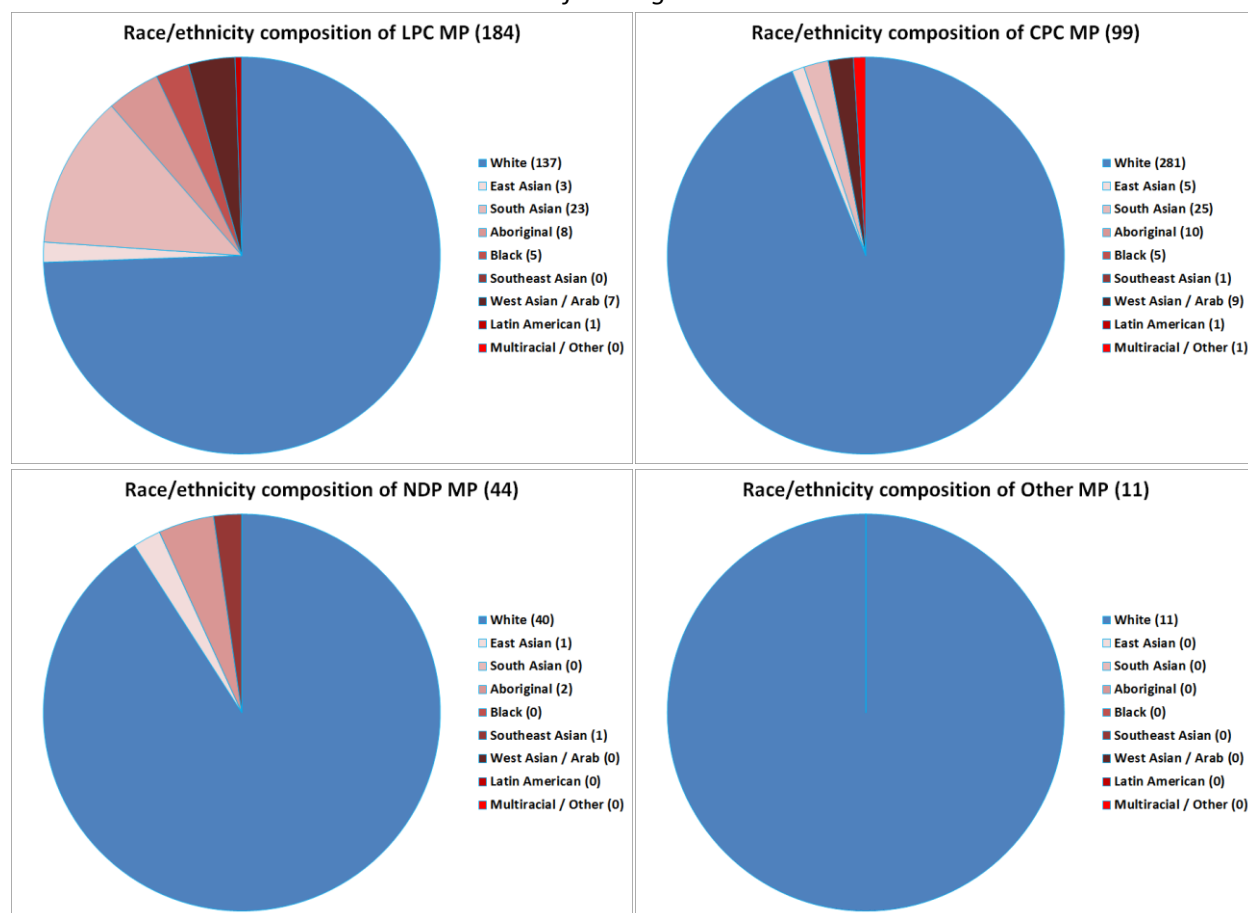 Race/ethnicity composition of LPC MP (184)
White (137)
East Asian (3)
South Asian (23)
Aboriginal (8)
Black (5)
Southeast Asian (0)
West Asian / Arab (7)
Latin American (1)
Multiracial / Other (0)
Race/ethnicity composition of CPC MP (99)
White (281)
East Asian (5)
South Asian (25)
Aboriginal (10)
Black (5)
Southeast Asian (1)
West Asian / Arab (9)
Latin American (1)
Multiracial / Other (1)
Race/ethnicity composition of NDP MP (44)
White (40)
East Asian (1)
South Asian (0)
Aboriginal (2)
Black (0)
Southeast Asian (1)
West Asian / Arab (0)
Latin American (0)
Multiracial / Other (0)
Race/ethnicity composition of Other MP (11)
White (11)
East Asian (0)
South Asian (0)
Aboriginal (0)
Black (0)
Southeast Asian (0)
West Asian / Arab (0)
Latin American (0)
Multiracial / Other (0)